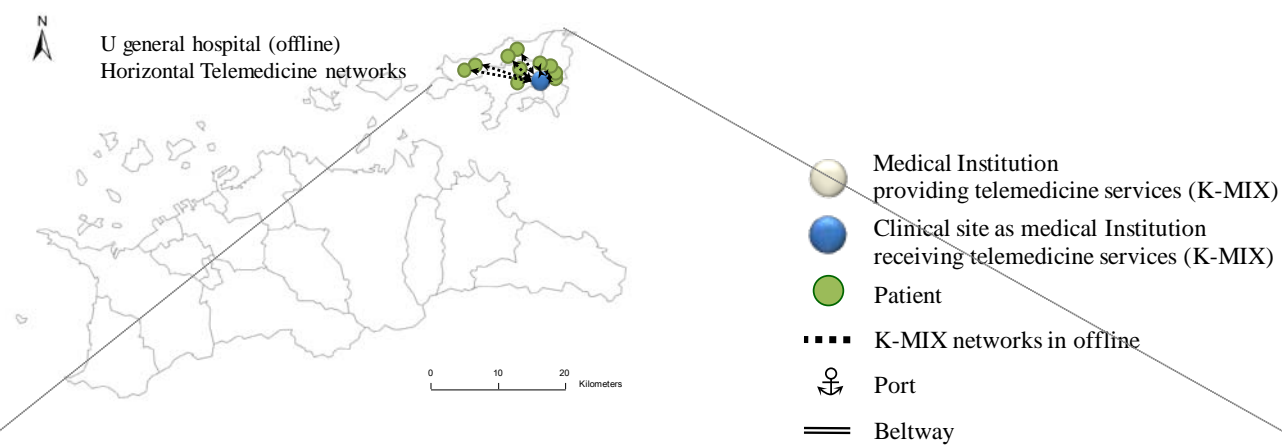 N
U general hospital (offline)
Horizontal Telemedicine networks
Medical Institution
providing telemedicine services (K-MIX)
Clinical site as medical Institution
receiving telemedicine services (K-MIX)
Patient
K-MIX networks in offline
Port
Beltway
0 10 20
Kilometers